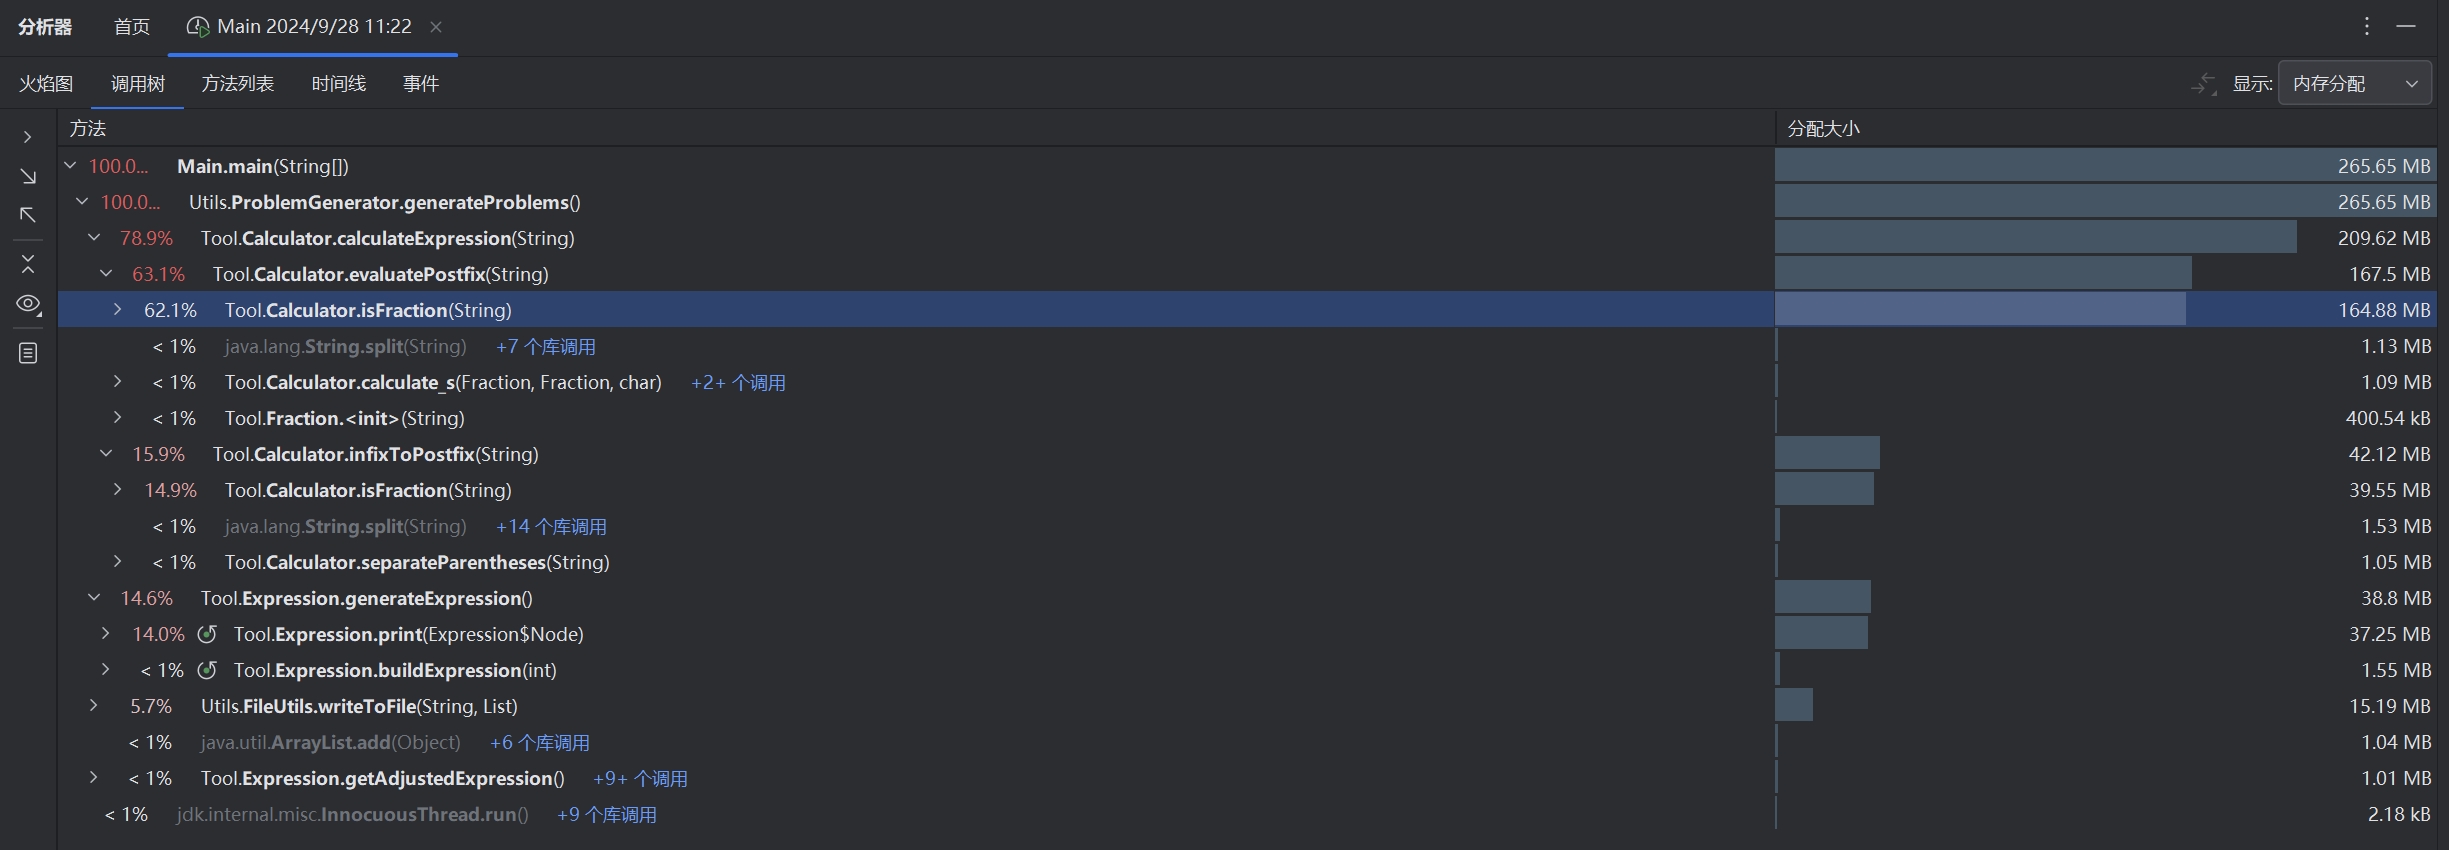 分析器 首页 Main 2024/9/28 11:22
火焰图 调用树 方法列表 时间线 事件 显示: 内存分配
方法 分配大小
100.0... Main.main(String[]) 265.65 MB
100.0... Utils.ProblemGenerator.generateProblems() 265.65 MB
78.9% Tool.Calculator.calculateExpression(String) 209.62 MB
63.1% Tool.Calculator.evaluatePostfix(String) 167.5 MB
62.1% Tool.Calculator.isFraction(String) 164.88 MB
< 1% java.lang.String.split(String) +7 个库调用 1.13 MB
< 1% Tool.Calculator.calculate_s(Fraction, Fraction, char) +2+ 个调用 1.09 MB
< 1% Tool.Fraction.<init>(String) 400.54 kB
15.9% Tool.Calculator.infixToPostfix(String) 42.12 MB
14.9% Tool.Calculator.isFraction(String) 39.55 MB
< 1% java.lang.String.split(String) +14 个库调用 1.53 MB
< 1% Tool.Calculator.separateParentheses(String) 1.05 MB
14.6% Tool.Expression.generateExpression() 38.8 MB
14.0% Tool.Expression.print(Expression$Node) 37.25 MB
< 1% Tool.Expression.buildExpression(int) 1.55 MB
5.7% Utils.FileUtils.writeToFile(String, List) 15.19 MB
< 1% java.util.ArrayList.add(Object) +6 个库调用 1.04 MB
< 1% Tool.Expression.getAdjustedExpression() +9+ 个调用 1.01 MB
< 1% jdk.internal.misc.InnocuousThread.run() +9 个库调用 2.18 kB